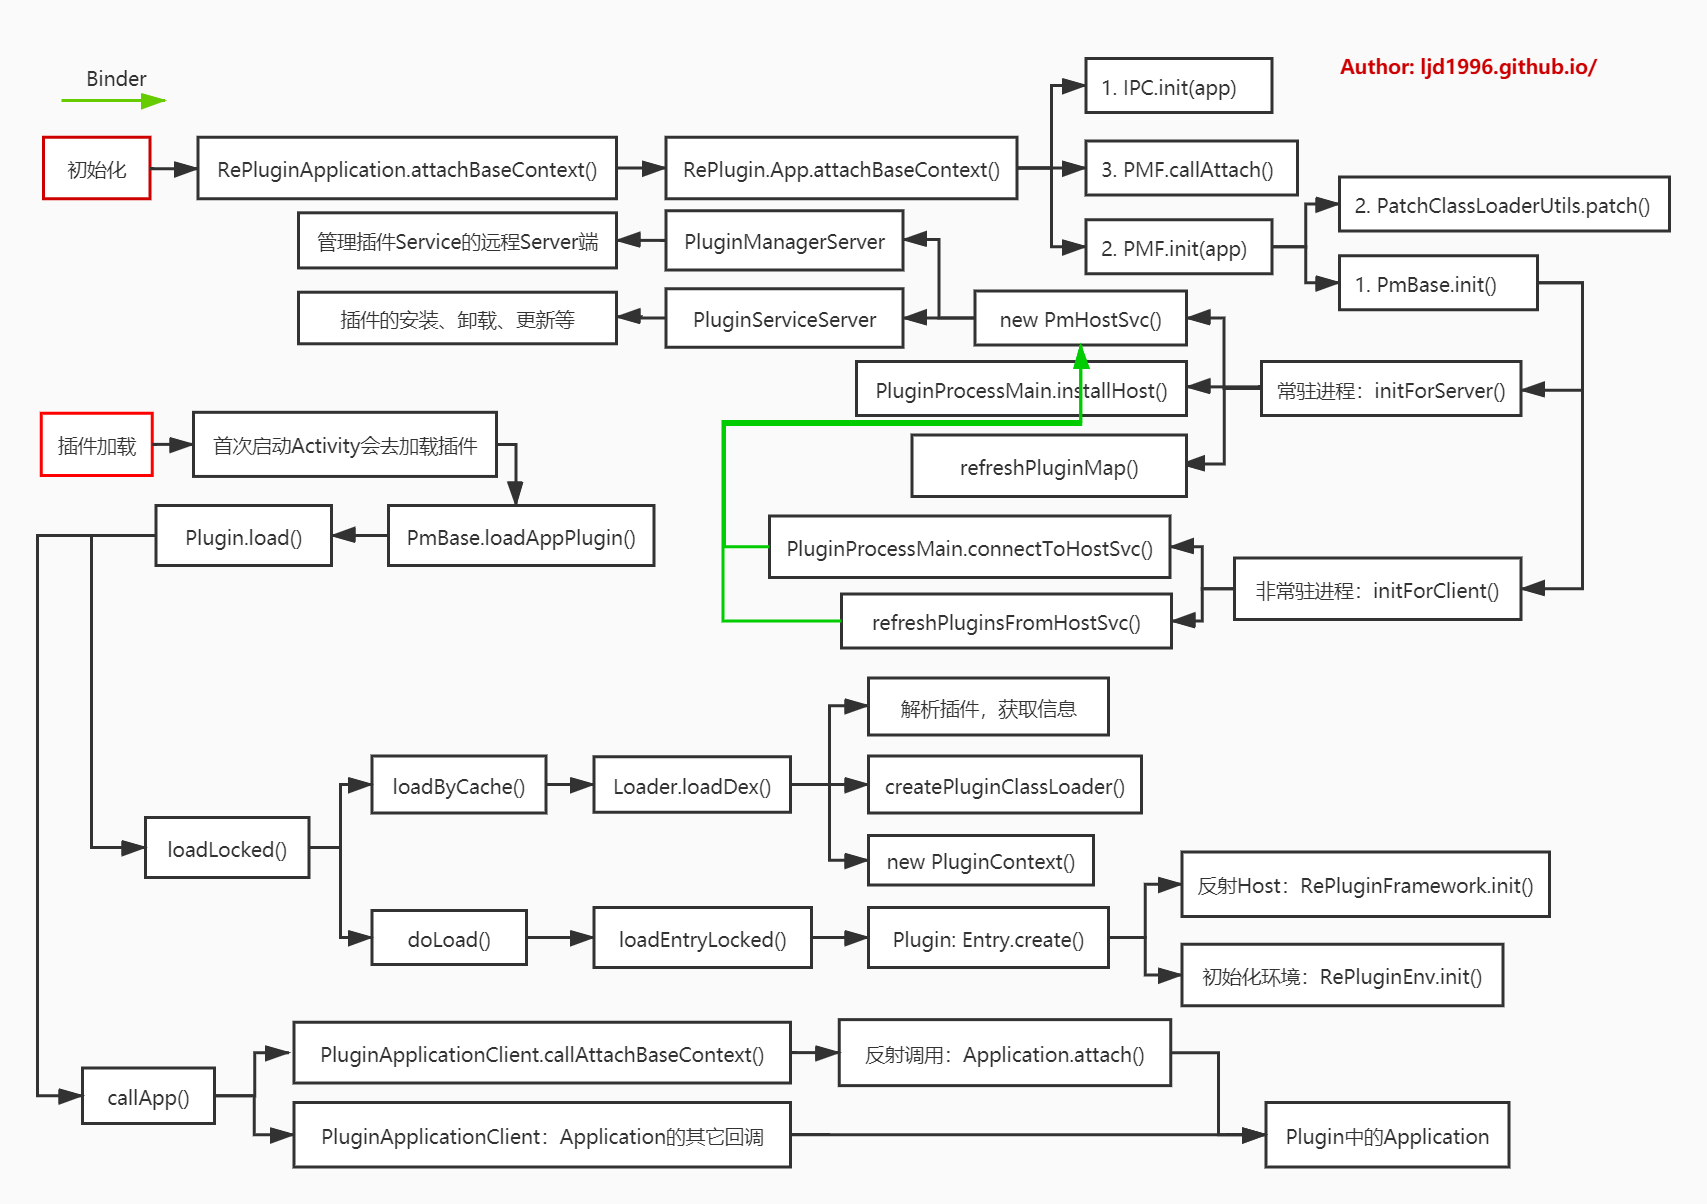 Author: ljd1996.github.io/
Binder
1. IPC.init(app)
初始化
RePluginApplication.attachBaseContext()
RePlugin.App.attachBaseContext()
3. PMF.callAttach()
2. PatchClassLoaderUtils.patch()
管理插件Service的远程Server端
PluginManagerServer
2. PMF.init(app)
1. PmBase.init()
插件的安装、卸载、更新等
PluginServiceServer
new PmHostSvc()
PluginProcessMain.installHost()
常驻进程：initForServer()
插件加载
首次启动Activity会去加载插件
refreshPluginMap()
Plugin.load()
PmBase.loadAppPlugin()
PluginProcessMain.connectToHostSvc()
非常驻进程：initForClient()
refreshPluginsFromHostSvc()
解析插件，获取信息
loadByCache()
Loader.loadDex()
createPluginClassLoader()
loadLocked()
new PluginContext()
反射Host：RePluginFramework.init()
doLoad()
loadEntryLocked()
Plugin: Entry.create()
初始化环境：RePluginEnv.init()
PluginApplicationClient.callAttachBaseContext()
反射调用：Application.attach()
callApp()
PluginApplicationClient：Application的其它回调
Plugin中的Application